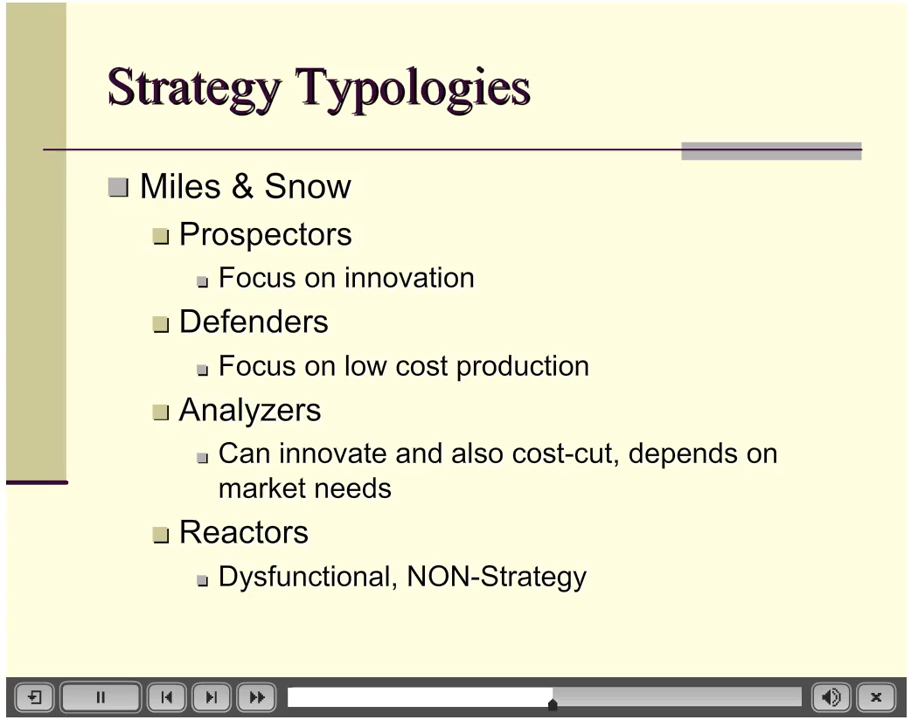 Strategy Typologies
Miles & Snow
Prospectors
Focus on innovation
Defenders
Focus on low cost production
Analyzers
Can innovate and also cost-cut, depends on
market needs
Reactors
Dysfunctional, NON-Strategy